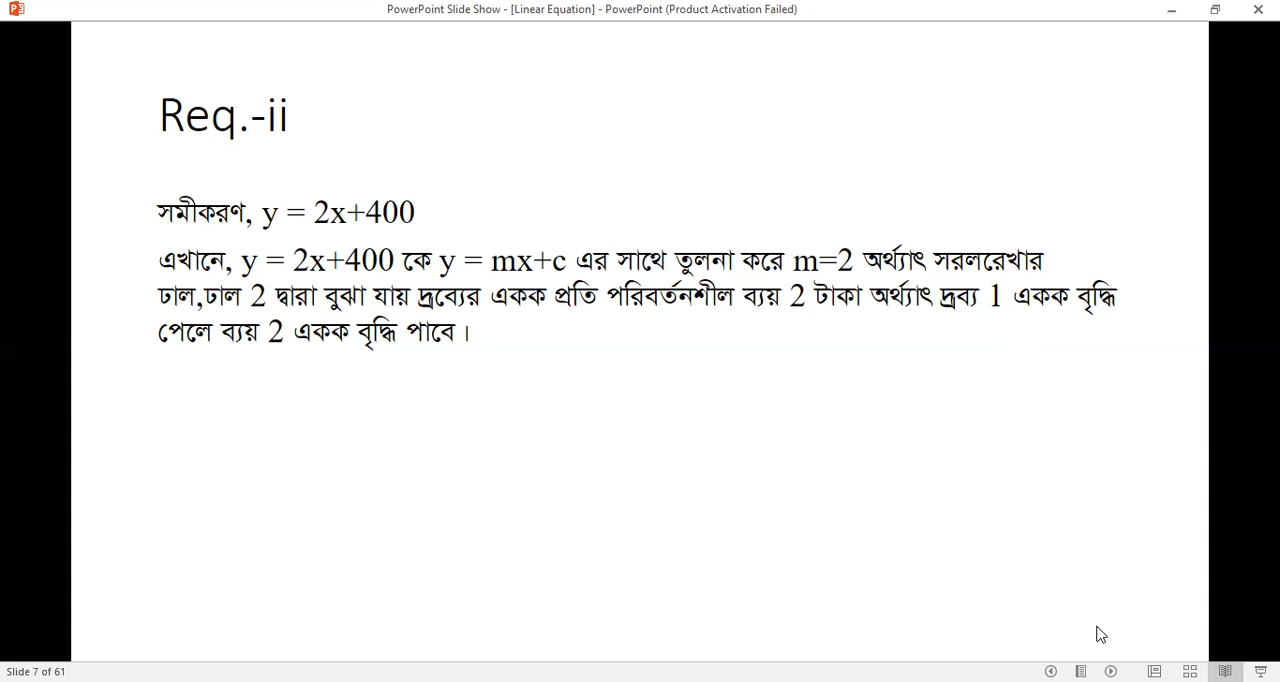 PowerPoint Slide Show - [Linear Equation] - PowerPoint (Product Activation Failed)
Req.-ii
সমীকরণ, y = 2x+400
এখানে, y = 2x+400 কে y = mx+c এর সাথে তুলনা করে m=2 অর্থ্যাৎ সরলরেখার
ঢাল,ঢাল 2 দ্বারা বুঝা যায় দ্রব্যের একক প্রতি পরিবর্তনশীল ব্যয় 2 টাকা অর্থ্যাৎ দ্রব্য 1 একক বৃদ্ধি
পেলে ব্যয় 2 একক বৃদ্ধি পাবে।
Slide 7 of 61